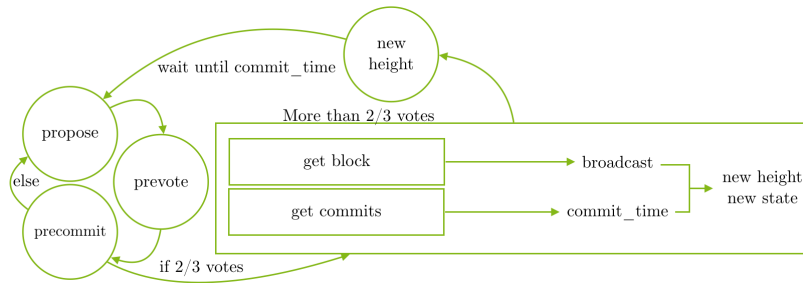 new
height
wait until commit_time
More than 2/3 votes
propose
prevote
else
precommit
if 2/3 votes
get block
broadcast
get commits
commit_time
new height
new state